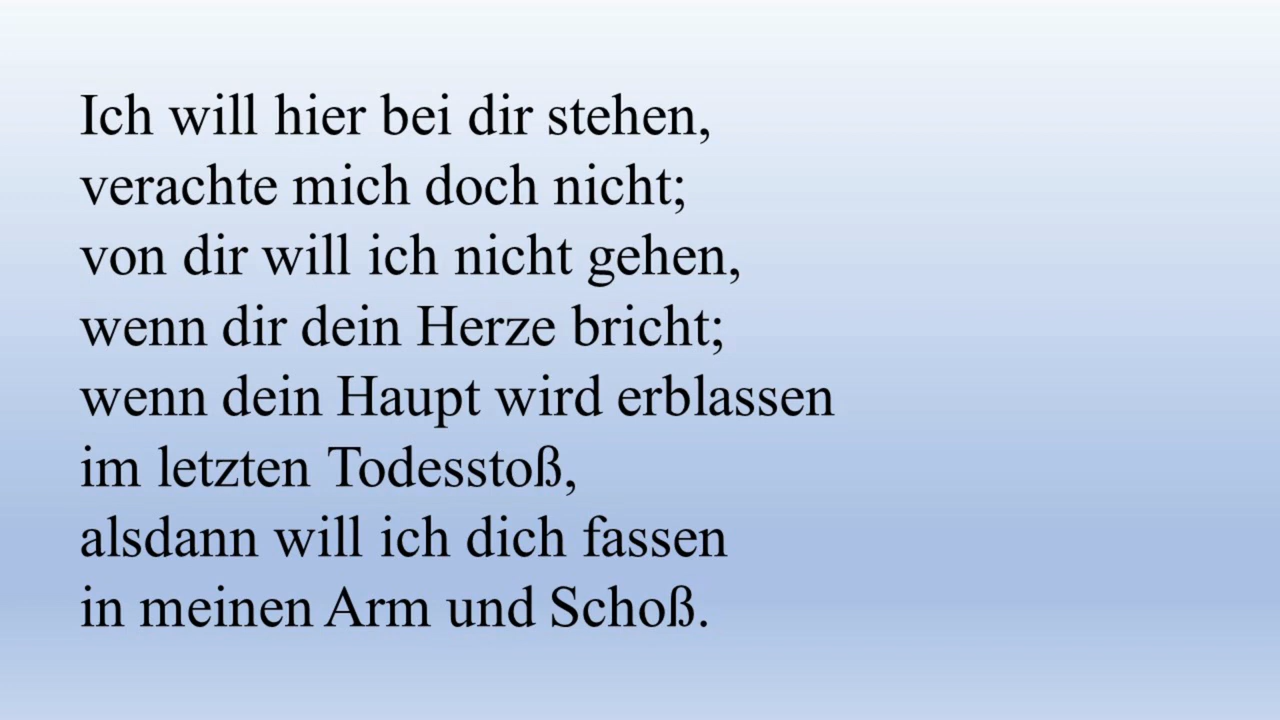 Ich will hier bei dir stehen,
verachte mich doch nicht;
von dir will ich nicht gehen,
wenn dir dein Herze bricht;
wenn dein Haupt wird erblassen
im letzten Todesstoß,
alsdann will ich dich fassen
in meinen Arm und Schoß.